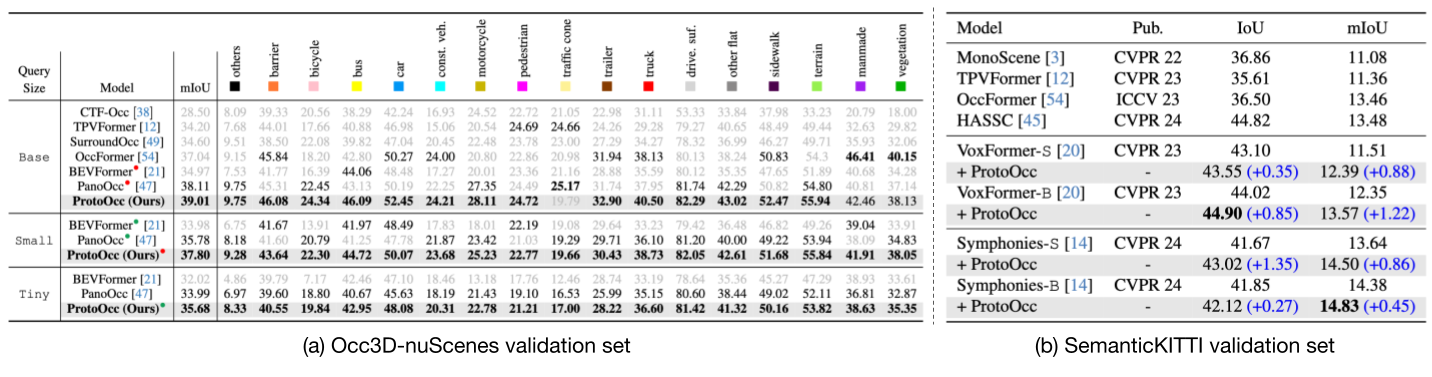 Query Size Model mIoU others barrier bicycle bus car const. veh. motorcycle pedestrian traffic cone trailer truck drive. suf. other flat sidewalk terrain manmade vegetation
Base
CTF-Occ [38] 28.50 8.09 39.33 20.56 38.29 42.24 16.93 24.52 22.72 21.05 22.98 31.11 53.33 33.84 37.98 33.23 20.79 18.00
TPVFormer [12] 34.20 7.68 44.01 17.66 40.88 46.98 15.06 20.54 24.69 24.66 24.26 29.28 79.27 40.65 48.49 49.44 32.63 29.82
SurroundOcc [49] 34.60 9.51 38.50 22.08 39.82 47.04 20.45 22.48 23.78 23.00 27.29 34.27 78.32 36.99 46.27 49.71 35.93 32.06
OccFormer [54] 37.04 9.15 45.84 18.20 42.80 50.27 24.00 20.80 22.86 20.98 31.94 38.13 80.13 38.24 50.83 54.3 46.41 40.15
BEVFormer [21] 34.97 7.53 41.77 16.39 44.06 48.48 17.27 20.01 23.36 21.16 28.88 35.59 80.12 35.35 47.65 51.89 40.68 34.28
PanoOcc [47] 38.11 9.75 45.31 22.45 43.13 50.19 22.25 27.35 24.49 25.17 31.74 37.95 81.74 42.29 50.82 54.80 40.81 37.14
ProtoOcc (Ours) 39.01 9.75 46.08 24.34 46.09 52.45 24.21 28.11 24.72 19.79 32.90 40.50 82.29 43.02 52.47 55.94 42.46 38.13
Small
BEVFormer [21] 33.98 6.75 41.67 13.91 41.97 48.49 17.83 18.01 22.19 19.08 29.64 33.23 79.42 36.48 46.82 49.26 39.04 33.91
PanoOcc [47] 35.78 8.18 41.60 20.79 41.25 47.78 21.87 23.42 21.03 19.29 29.71 36.10 81.20 40.00 49.22 53.94 38.09 34.83
ProtoOcc (Ours) 37.80 9.28 43.64 22.30 44.72 50.07 23.68 25.23 22.77 19.66 30.43 38.73 82.05 42.61 51.68 55.84 41.91 38.05
Tiny
BEVFormer [21] 32.02 4.86 39.79 7.17 42.46 47.10 18.46 13.18 17.76 12.46 28.74 33.19 78.64 35.36 45.27 47.29 38.93 33.61
PanoOcc [47] 33.99 6.97 39.60 18.80 40.67 45.63 18.19 21.43 19.10 16.53 25.99 35.15 80.60 38.44 49.02 52.11 36.81 32.87
ProtoOcc (Ours) 35.68 8.33 40.55 19.84 42.95 48.08 20.31 22.78 21.21 17.00 28.22 36.60 81.42 41.32 50.16 53.82 38.63 35.35
(a) Occ3D-nuScenes validation set
Model Pub. IoU mIoU
MonoScene [3] CVPR 22 36.86 11.08
TPVFormer [12] CVPR 23 35.61 11.36
OccFormer [54] ICCV 23 36.50 13.46
HASSC [45] CVPR 24 44.82 13.48
VoxFormer-S [20] CVPR 23 43.10 11.51
+ ProtoOcc - 43.55 (+0.35) 12.39 (+0.88)
VoxFormer-B [20] CVPR 23 44.02 12.35
+ ProtoOcc - 44.90 (+0.85) 13.57 (+1.22)
Symphonies-S [14] CVPR 24 41.67 13.64
+ ProtoOcc - 43.02 (+1.35) 14.50 (+0.86)
Symphonies-B [14] CVPR 24 41.85 14.38
+ ProtoOcc - 42.12 (+0.27) 14.83 (+0.45)
(b) SemanticKITTI validation set